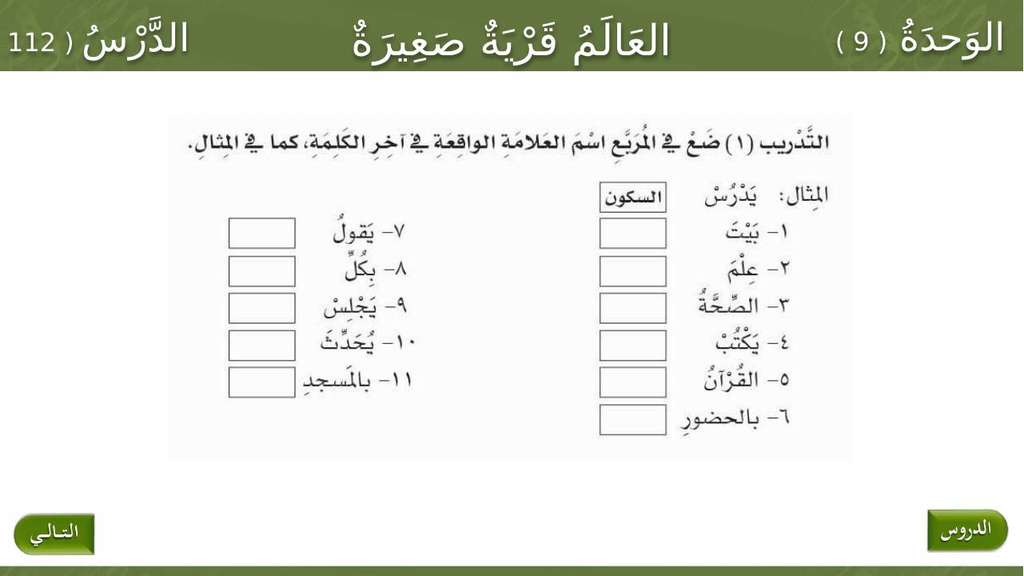 الوَحدَةُ ( 9 )
العَالَمُ قَرْيَةٌ صَغِيرَةٌ
الدَّرْسُ ( 112
التَّدْريب (١) ضَعْ في المُرَبَّعِ اسْمَ العَلامَةِ الواقِعَةِ في آخِرِ الكَلِمَةِ، كما في المِثالِ.
المِثال: يَدْرُسْ السكون
١- بَيْتَ
٢- عِلْمَ
٣- الصِّحَّةُ
٤- يَكْتُبْ
٥- القُرْآنُ
٦- بالحضورِ
٧- يَقولُ
٨- بِكُلِّ
٩- يَجْلِسْ
١٠- يُحَدِّثَ
١١- بالمَسجدِ
الدروس
التـالـي